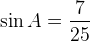 sin A = 7/25